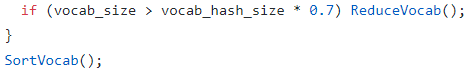 if (vocab_size > vocab_hash_size * 0.7) ReduceVocab();
}
SortVocab();